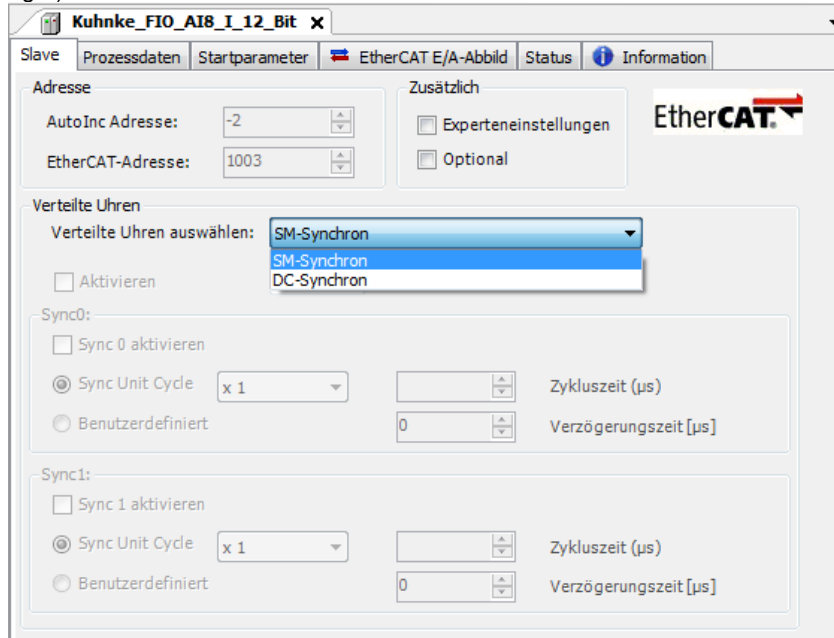 Kuhnke_FIO_AI8_I_12_Bit x
Slave Prozessdaten Startparameter EtherCAT E/A-Abbild Status Information
Adresse Zusätzlich
AutoInc Adresse: -2 Experteneinstellungen EtherCAT.
EtherCAT-Adresse: 1003 Optional
Verteilte Uhren
Verteilte Uhren auswählen: SM-Synchron
SM-Synchron
Aktivieren DC-Synchron
Sync0:
Sync 0 aktivieren
Sync Unit Cycle x 1 Zykluszeit (µs)
Benutzerdefiniert 0 Verzögerungszeit[µs]
Sync1:
Sync 1 aktivieren
Sync Unit Cycle x 1 Zykluszeit (µs)
Benutzerdefiniert 0 Verzögerungszeit[µs]